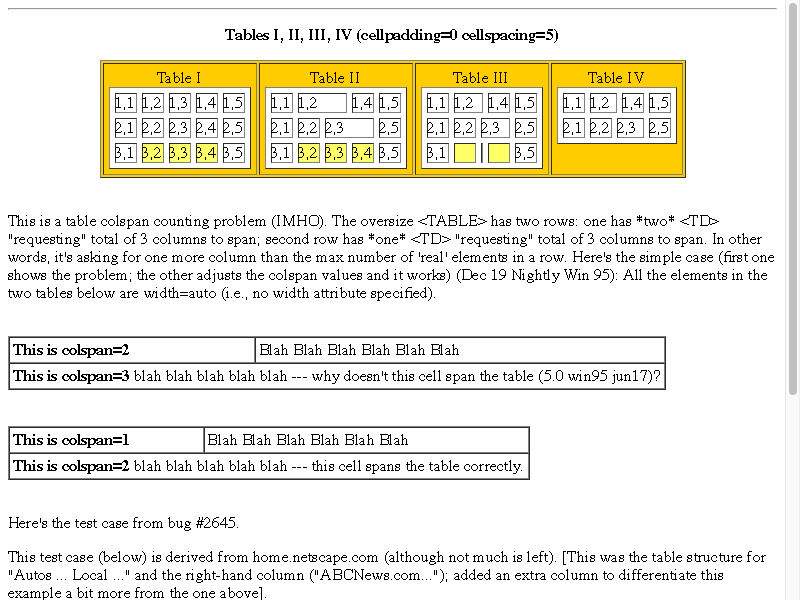 Tables I, II, III, IV (cellpadding=0 cellspacing=5)
Table I Table II Table III Table IV
1,1 1,2 1,3 1,4 1,5 1,1 1,2 1,4 1,5 1,1 1,2 1,4 1,5 1,1 1,2 1,4 1,5
2,1 2,2 2,3 2,4 2,5 2,1 2,2 2,3 2,5 2,1 2,2 2,3 2,5 2,1 2,2 2,3 2,5
3,1 3,2 3,3 3,4 3,5 3,1 3,2 3,3 3,4 3,5 3,1 3,5
This is a table colspan counting problem (IMHO). The oversize <TABLE> has two rows: one has *two* <TD>
"requesting" total of 3 columns to span; second row has *one* <TD> "requesting" total of 3 columns to span. In other
words, it's asking for one more column than the max number of 'real' elements in a row. Here's the simple case (first one
shows the problem; the other adjusts the colspan values and it works) (Dec 19 Nightly Win 95): All the elements in the
two tables below are width=auto (i.e., no width attribute specified).
This is colspan=2 Blah Blah Blah Blah Blah Blah
This is colspan=3 blah blah blah blah blah --- why doesn't this cell span the table (5.0 win95 jun17)?
This is colspan=1 Blah Blah Blah Blah Blah Blah
This is colspan=2 blah blah blah blah blah --- this cell spans the table correctly.
Here's the test case from bug #2645.
This test case (below) is derived from home.netscape.com (although not much is left). [This was the table structure for
"Autos ... Local ..." and the right-hand column ("ABCNews.com..."); added an extra column to differentiate this
example a bit more from the one above].